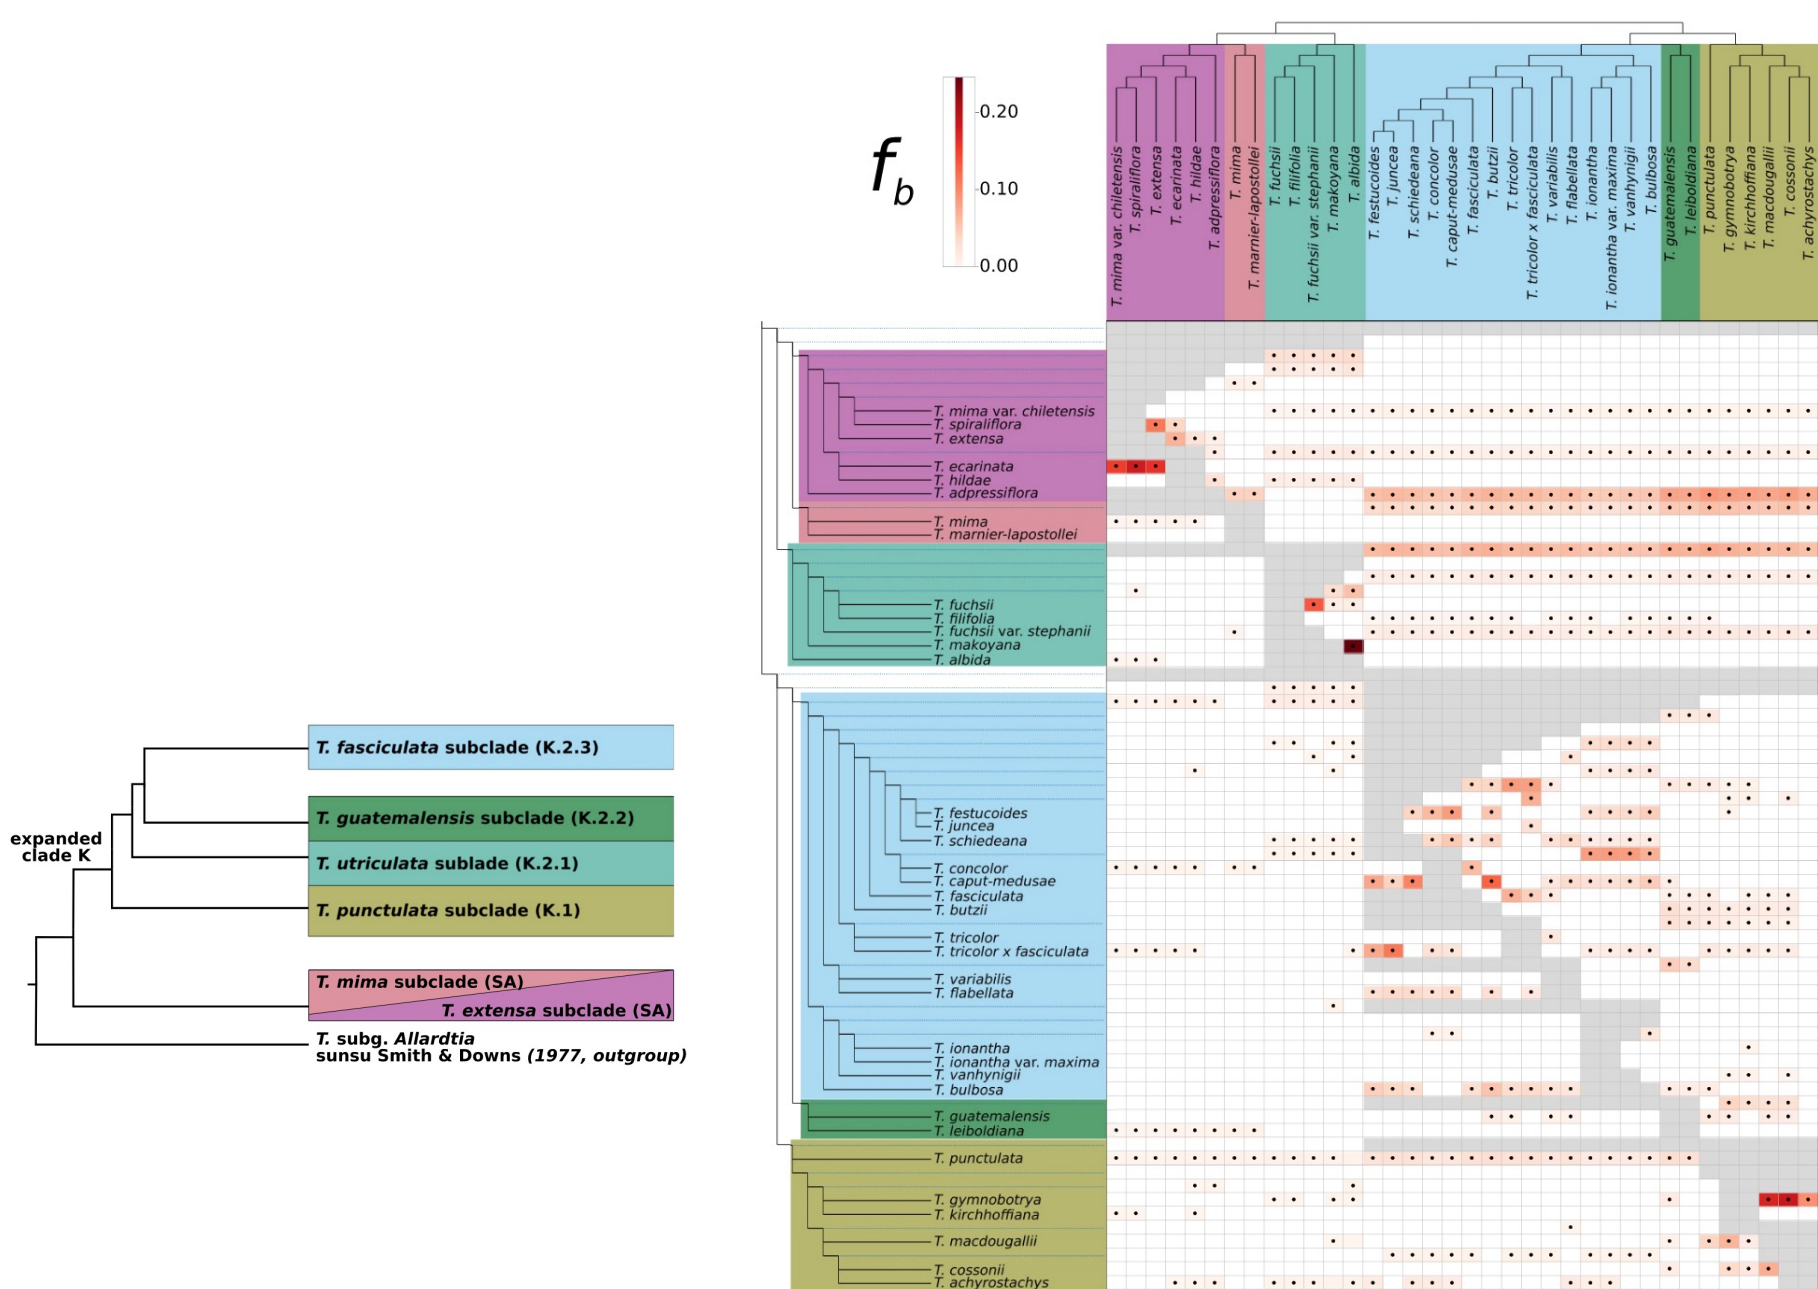 f_b
0.20
0.10
0.00
T. mima var. chiletensis
T. spiraliflora
T. extensa
T. ecarinata
T. hildae
T. adpressiflora
T. mima
T. marnier-lapostollei
T. fuchsii
T. filifolia
T. fuchsii var. stephanii
T. makoyana
T. albida
T. festucoides
T. juncea
T. schiedeana
T. concolor
T. caput-medusae
T. fasciculata
T. butzii
T. tricolor
T. tricolor x fasciculata
T. variabilis
T. flabellata
T. ionantha
T. ionantha var. maxima
T. vanhynigii
T. bulbosa
T. guatemalensis
T. leiboldiana
T. punctulata
T. gymnobotrya
T. kirchhoffiana
T. macdougallii
T. cossonii
T. achyrostachys
T. mima var. chiletensis
T. spiraliflora
T. extensa
T. ecarinata
T. hildae
T. adpressiflora
T. mima
T. marnier-lapostollei
T. fuchsii
T. filifolia
T. fuchsii var. stephanii
T. makoyana
T. albida
T. festucoides
T. juncea
T. schiedeana
T. concolor
T. caput-medusae
T. fasciculata
T. butzii
T. tricolor
T. tricolor x fasciculata
T. variabilis
T. flabellata
T. ionantha
T. ionantha var. maxima
T. vanhynigii
T. bulbosa
T. guatemalensis
T. leiboldiana
T. punctulata
T. gymnobotrya
T. kirchhoffiana
T. macdougallii
T. cossonii
T. achyrostachys
expanded
clade K
T. fasciculata subclade (K.2.3)
T. guatemalensis subclade (K.2.2)
T. utriculata sublade (K.2.1)
T. punctulata subclade (K.1)
T. mima subclade (SA)
T. extensa subclade (SA)
T. subg. Allardtia
sunsu Smith & Downs (1977, outgroup)